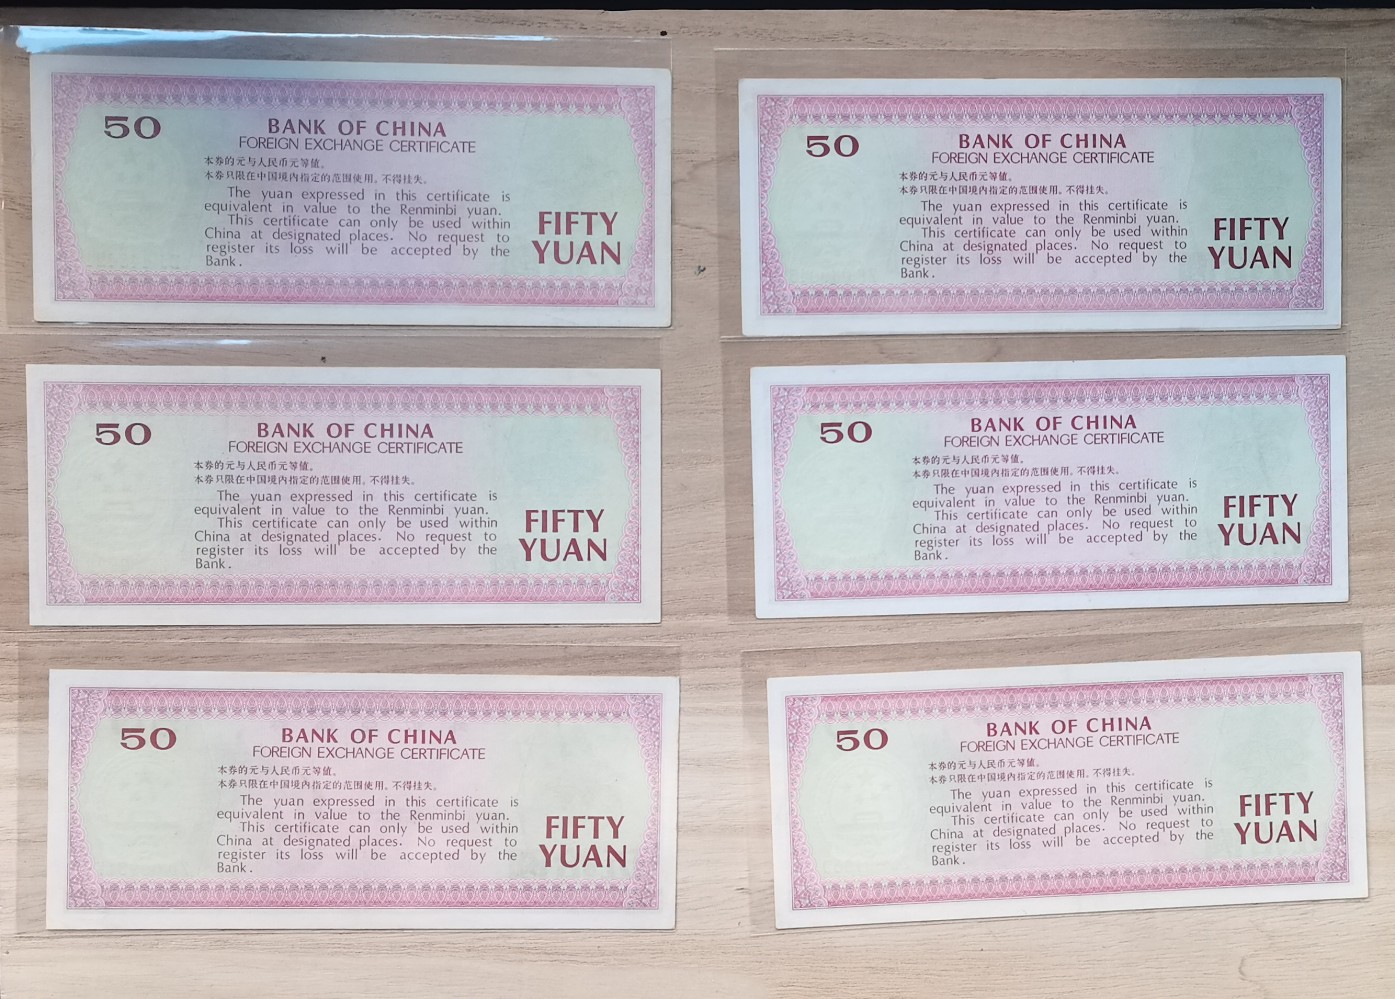 50
BANK OF CHINA
FOREIGN EXCHANGE CERTIFICATE
本券的元与人民币元等值。
本券只限在中国境内指定的范围使用。不得挂失。
The yuan expressed in this certificate is
equivalent in value to the Renminbi yuan.
This certificate can only be used within
China at designated places. No request to
register its loss will be accepted by the
Bank.
FIFTY
YUAN
50
BANK OF CHINA
FOREIGN EXCHANGE CERTIFICATE
本券的元与人民币元等值。
本券只限在中国境内指定的范围使用。不得挂失。
The yuan expressed in this certificate is
equivalent in value to the Renminbi yuan.
This certificate can only be used within
China at designated places. No request to
register its loss will be accepted by the
Bank.
FIFTY
YUAN
50
BANK OF CHINA
FOREIGN EXCHANGE CERTIFICATE
本券的元与人民币元等值。
本券只限在中国境内指定的范围使用。不得挂失。
The yuan expressed in this certificate is
equivalent in value to the Renminbi yuan.
This certificate can only be used within
China at designated places. No request to
register its loss will be accepted by the
Bank.
FIFTY
YUAN
50
BANK OF CHINA
FOREIGN EXCHANGE CERTIFICATE
本券的元与人民币元等值。
本券只限在中国境内指定的范围使用。不得挂失。
The yuan expressed in this certificate is
equivalent in value to the Renminbi yuan.
This certificate can only be used within
China at designated places. No request to
register its loss will be accepted by the
Bank.
FIFTY
YUAN
50
BANK OF CHINA
FOREIGN EXCHANGE CERTIFICATE
本券的元与人民币元等值。
本券只限在中国境内指定的范围使用。不得挂失。
The yuan expressed in this certificate is
equivalent in value to the Renminbi yuan.
This certificate can only be used within
China at designated places. No request to
register its loss will be accepted by the
Bank.
FIFTY
YUAN
50
BANK OF CHINA
FOREIGN EXCHANGE CERTIFICATE
本券的元与人民币元等值。
本券只限在中国境内指定的范围使用。不得挂失。
The yuan expressed in this certificate is
equivalent in value to the Renminbi yuan.
This certificate can only be used within
China at designated places. No request to
register its loss will be accepted by the
Bank.
FIFTY
YUAN